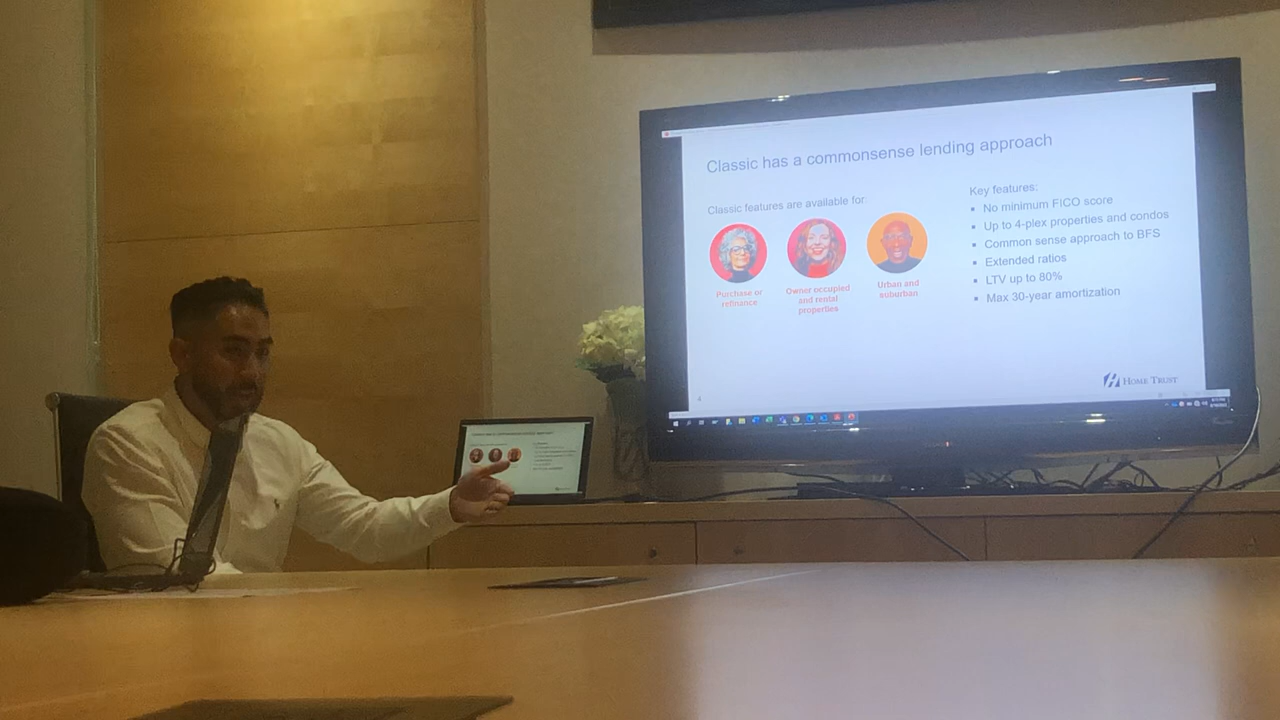 Classic has a commonsense lending approach
Classic features are available for:
Purchase or
refinance
Owner occupied
and rental
properties
Urban and
suburban
Key features:
▪ No minimum FICO score
▪ Up to 4-plex properties and condos
▪ Common sense approach to BFS
▪ Extended ratios
▪ LTV up to 80%
▪ Max 30-year amortization
4
HOME TRUST